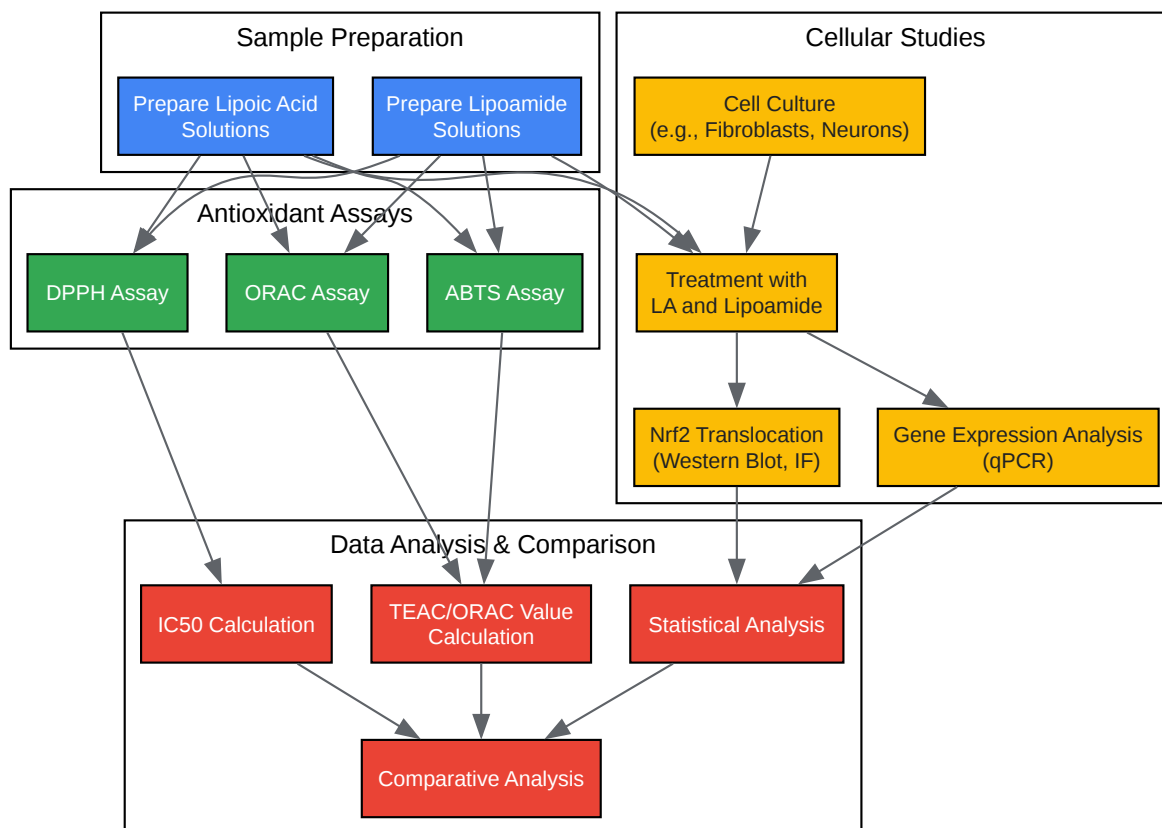 Sample Preparation
Prepare Lipoic Acid
Solutions
Prepare Lipoamide
Solutions
Cellular Studies
Cell Culture
(e.g., Fibroblasts, Neurons)
Antioxidant Assays
DPPH Assay
ORAC Assay
ABTS Assay
Treatment with
LA and Lipoamide
Nrf2 Translocation
(Western Blot, IF)
Gene Expression Analysis
(qPCR)
Data Analysis & Comparison
IC50 Calculation
TEAC/ORAC Value
Calculation
Statistical Analysis
Comparative Analysis